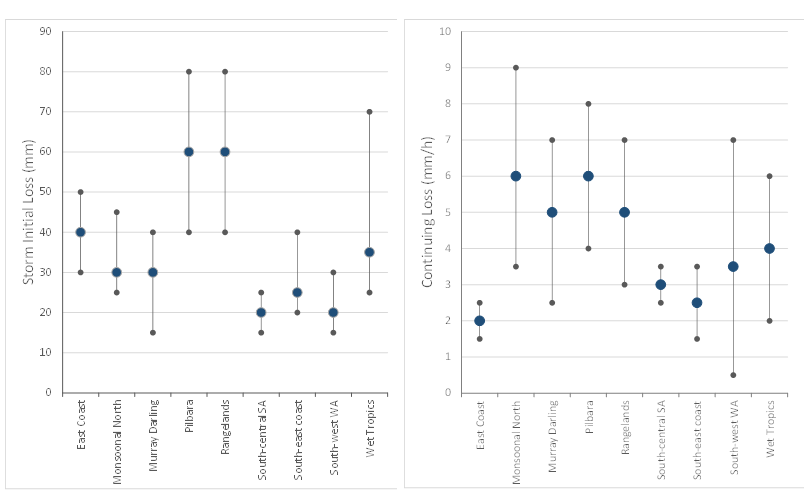 90
80
70
60
50
40
30
20
10
0
Storm Initial Loss (mm)
East Coast
Monsoonal North
Murray Darling
Pilbara
Rangelands
South-central SA
South-east coast
South-west WA
Wet Tropics
10
9
8
7
6
5
4
3
2
1
0
Continuing Loss (mm/h)
East Coast
Monsoonal North
Murray Darling
Pilbara
Rangelands
South-central SA
South-east coast
South-west WA
Wet Tropics